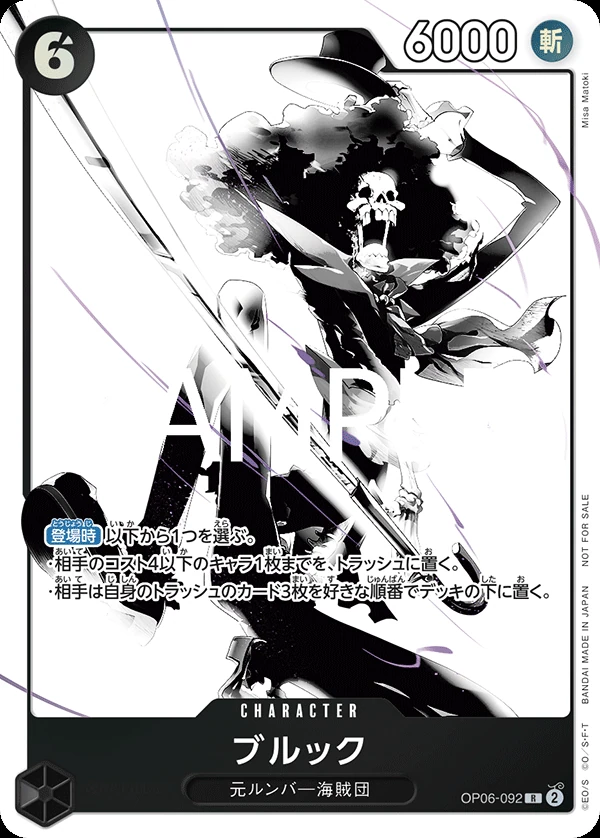 6
6000 斬
Misa Matoki
SAMPLE
登場時 以下から1つを選ぶ。
・相手のコスト4以下のキャラ1枚までを、トラッシュに置く。
・相手は自身のトラッシュのカード3枚を好きな順番でデッキの下に置く。
CHARACTER
ブルック
元ルンバー海賊団
OP06-092 R 2
©E.O/S ©O/S・F・T BANDAI MADE IN JAPAN NOT FOR SALE